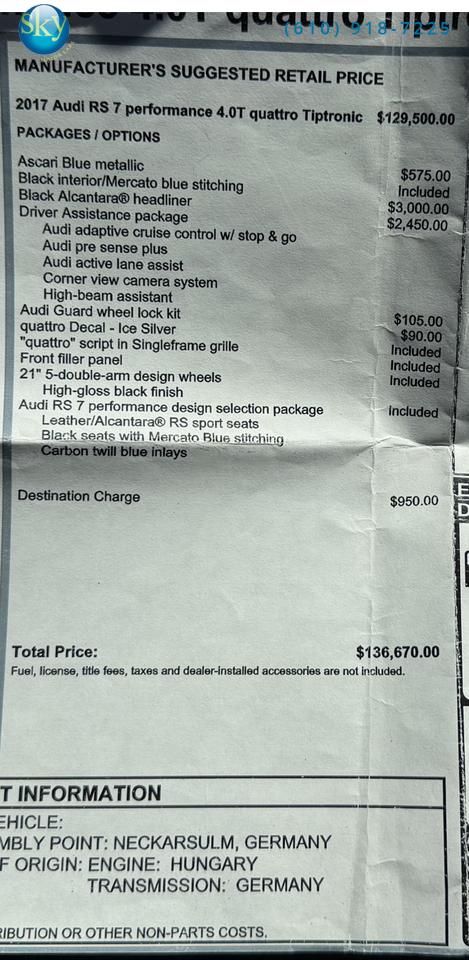 sky
(610) 918-7225
4.0T quattro Tiptr
MANUFACTURER'S SUGGESTED RETAIL PRICE
2017 Audi RS 7 performance 4.0T quattro Tiptronic $129,500.00
PACKAGES / OPTIONS
Ascari Blue metallic $575.00
Black interior/Mercato blue stitching Included
Black Alcantara® headliner $3,000.00
Driver Assistance package $2,450.00
Audi adaptive cruise control w/ stop & go
Audi pre sense plus
Audi active lane assist
Corner view camera system
High-beam assistant
Audi Guard wheel lock kit $105.00
quattro Decal - Ice Silver $90.00
"quattro" script in Singleframe grille Included
Front filler panel Included
21" 5-double-arm design wheels Included
High-gloss black finish
Audi RS 7 performance design selection package Included
Leather/Alcantara® RS sport seats
Black seats with Mercato Blue stitching
Carbon twill blue inlays
Destination Charge $950.00
E
D
Total Price: $136,670.00
Fuel, license, title fees, taxes and dealer-installed accessories are not included.
T INFORMATION
EHICLE:
MBLY POINT: NECKARSULM, GERMANY
F ORIGIN: ENGINE: HUNGARY
TRANSMISSION: GERMANY
RIBUTION OR OTHER NON-PARTS COSTS.